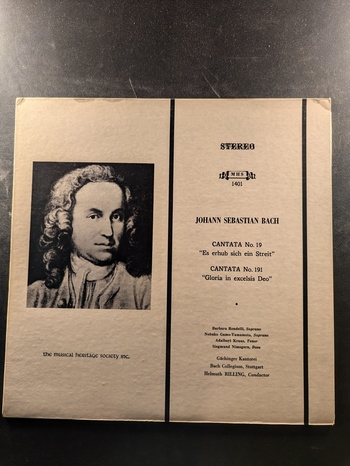 STEREO
MHS
1401
JOHANN SEBASTIAN BACH
CANTATA No. 19
"Es erhub sich ein Streit"
CANTATA No. 191
"Gloria in excelsis Deo"
Barbara Rondelli, Soprano
Nobuko Gamo-Yamamoto, Soprano
Adalbert Kraus, Tenor
Siegmund Nimsgern, Bass
Gächinger Kantorei
Bach Collegium, Stuttgart
Helmuth RILLING, Conductor
the musical heritage society inc.